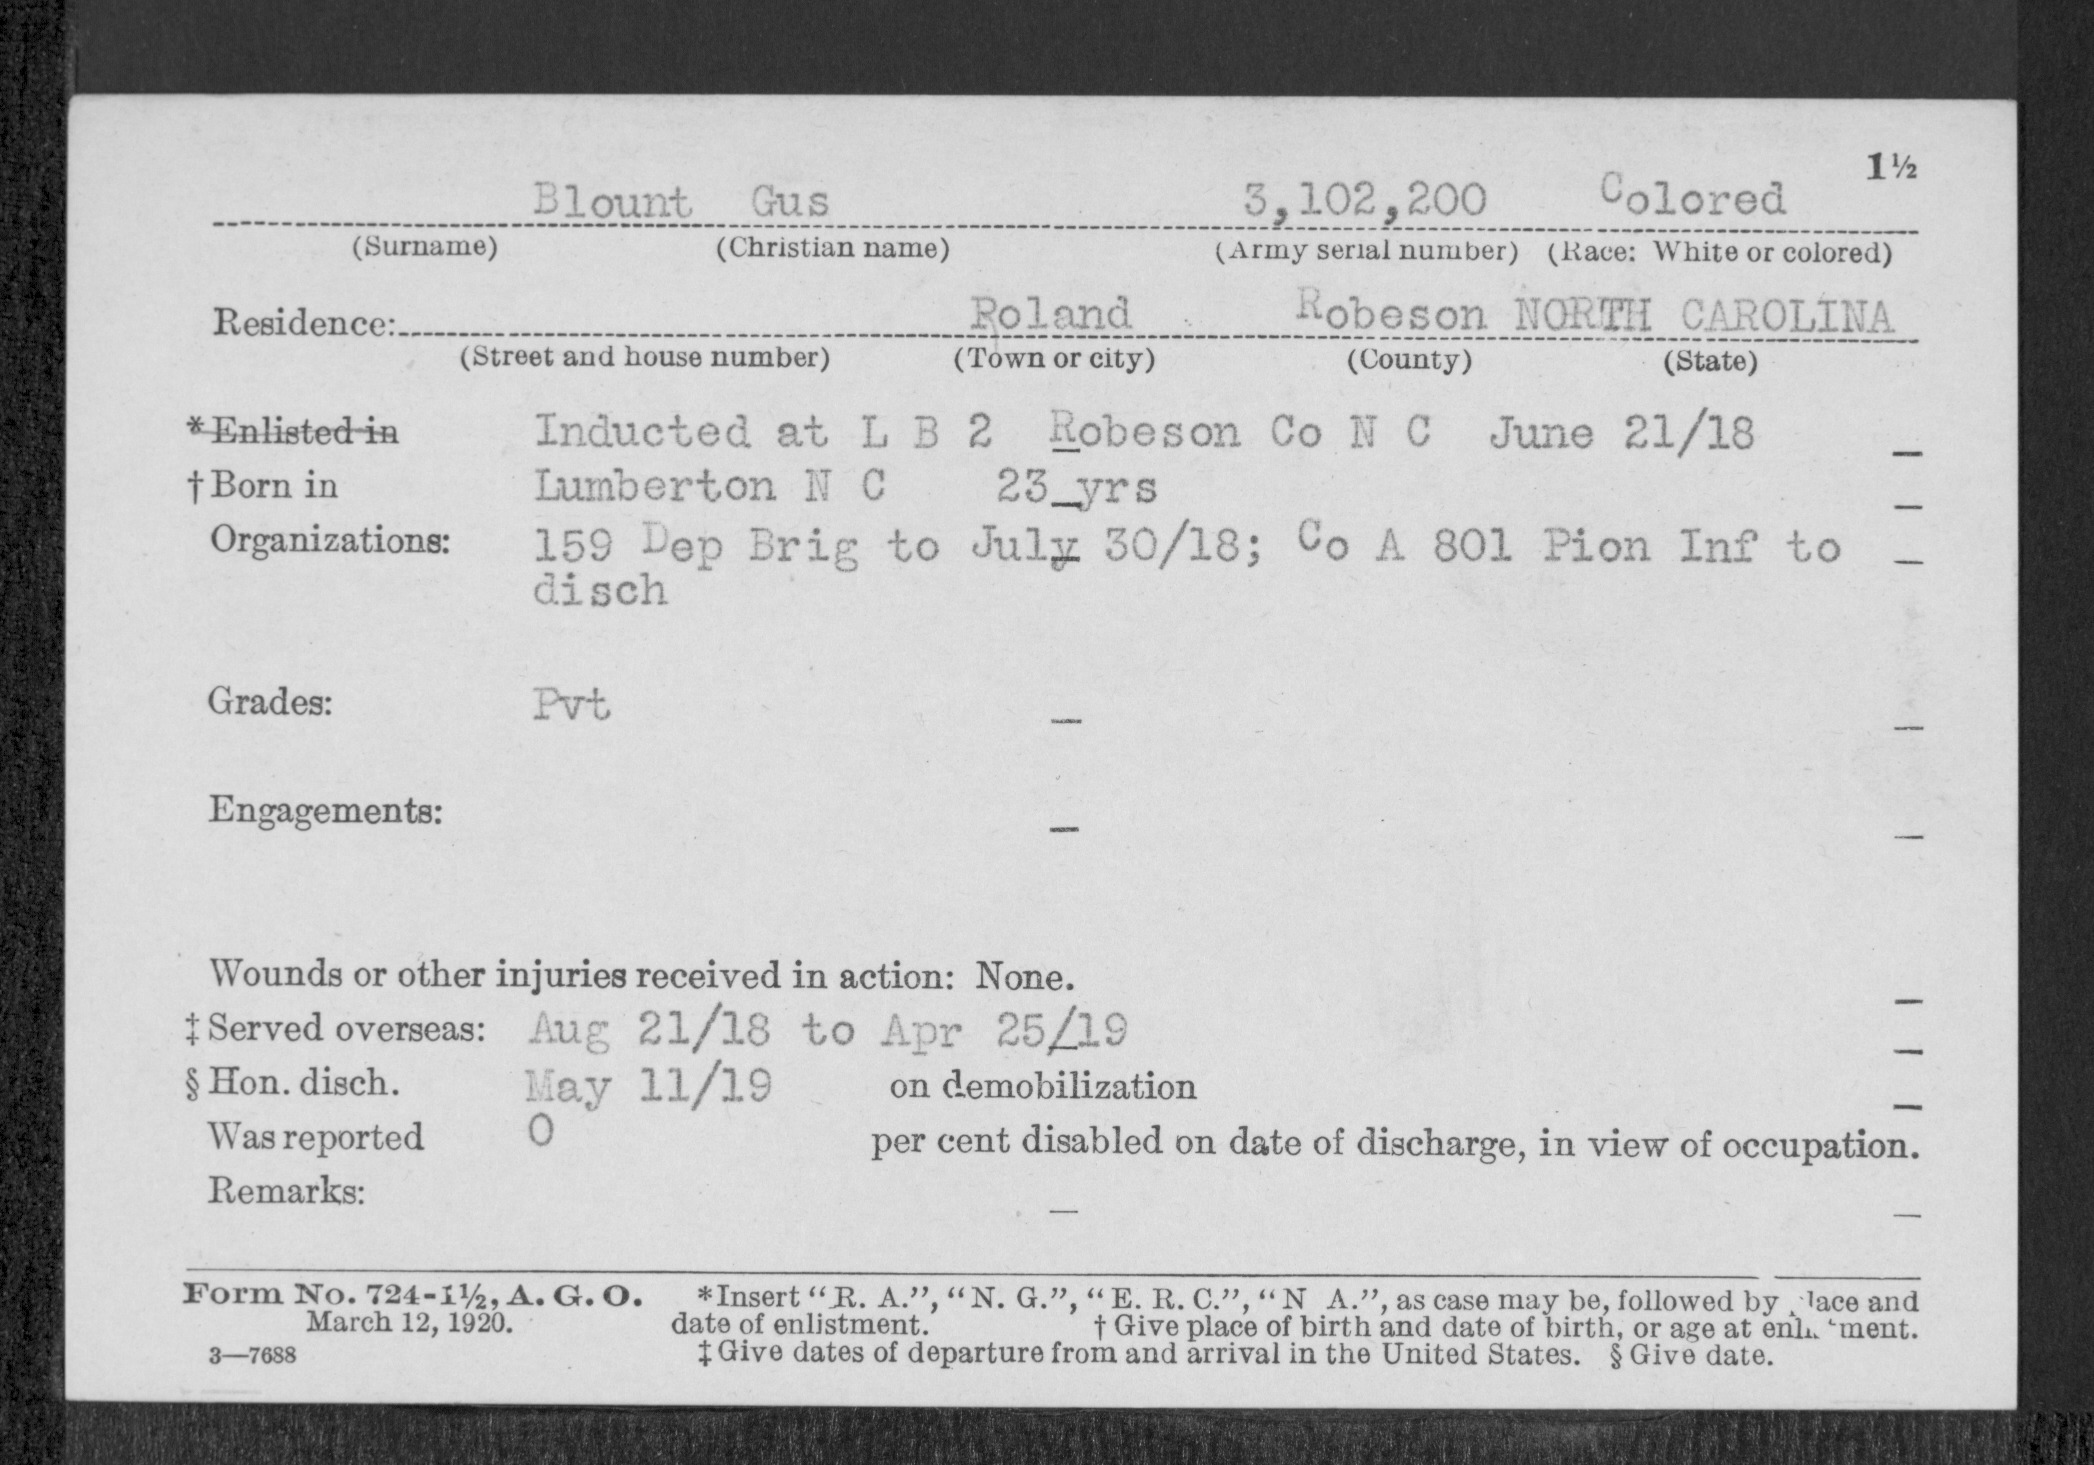 1½
Blount Gus 3,102,200 Colored
(Surname) (Christian name) (Army serial number) (Race: White or colored)
Residence: Roland Robeson NORTH CAROLINA
(Street and house number) (Town or city) (County) (State)
*Enlisted in Inducted at L B 2 Robeson Co N C June 21/18
†Born in Lumberton N C 23 yrs
Organizations: 159 Dep Brig to July 30/18; Co A 801 Pion Inf to
disch
Grades: Pvt
Engagements:
Wounds or other injuries received in action: None.
‡Served overseas: Aug 21/18 to Apr 25/19
§Hon. disch. May 11/19 on demobilization
Was reported 0 per cent disabled on date of discharge, in view of occupation.
Remarks:
Form No. 724-1½, A. G. O. *Insert "R. A.", "N. G.", "E. R. C.", "N A.", as case may be, followed by place and
March 12, 1920. date of enlistment. †Give place of birth and date of birth, or age at enlistment.
3—7688 ‡Give dates of departure from and arrival in the United States. §Give date.